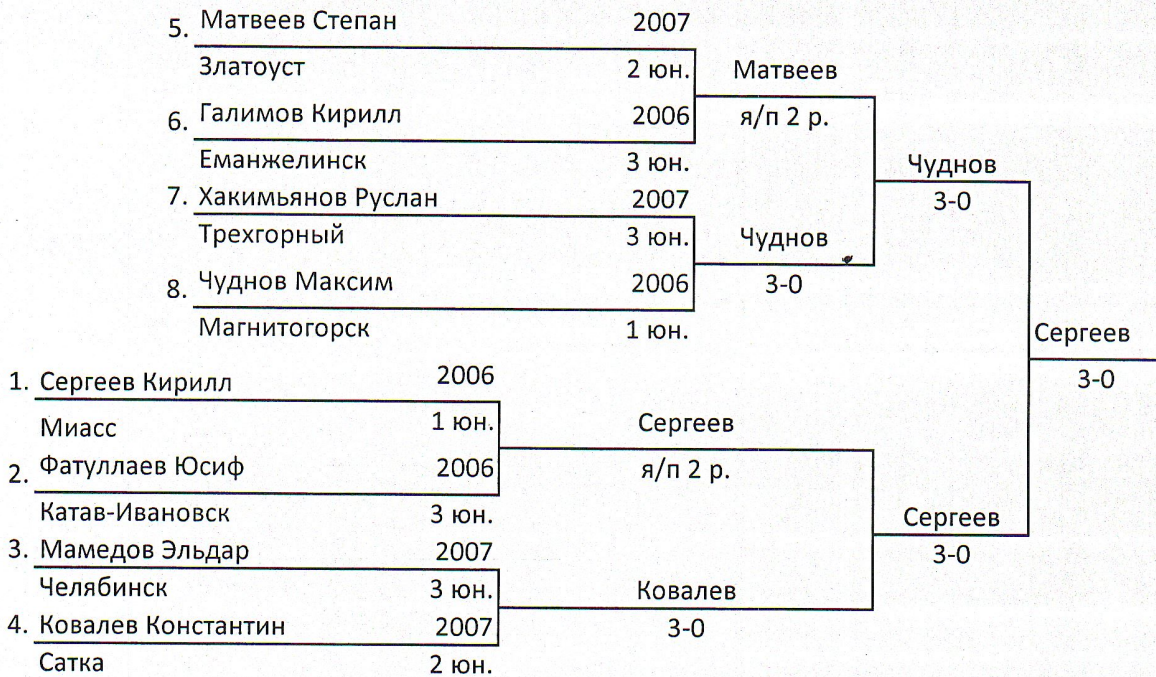 5. Матвеев Степан 2007
Златоуст 2 юн.
Матвеев
6. Галимов Кирилл 2006
я/п 2 р.
Еманжелинск 3 юн.
Чуднов
7. Хакимьянов Руслан 2007
3-0
Трехгорный 3 юн.
Чуднов
8. Чуднов Максим 2006
3-0
Магнитогорск 1 юн.
Сергеев
3-0
1. Сергеев Кирилл 2006
Миасс 1 юн.
Сергеев
2. Фатуллаев Юсиф 2006
я/п 2 р.
Катав-Ивановск 3 юн.
Сергеев
3. Мамедов Эльдар 2007
3-0
Челябинск 3 юн.
Ковалев
4. Ковалев Константин 2007
3-0
Сатка 2 юн.